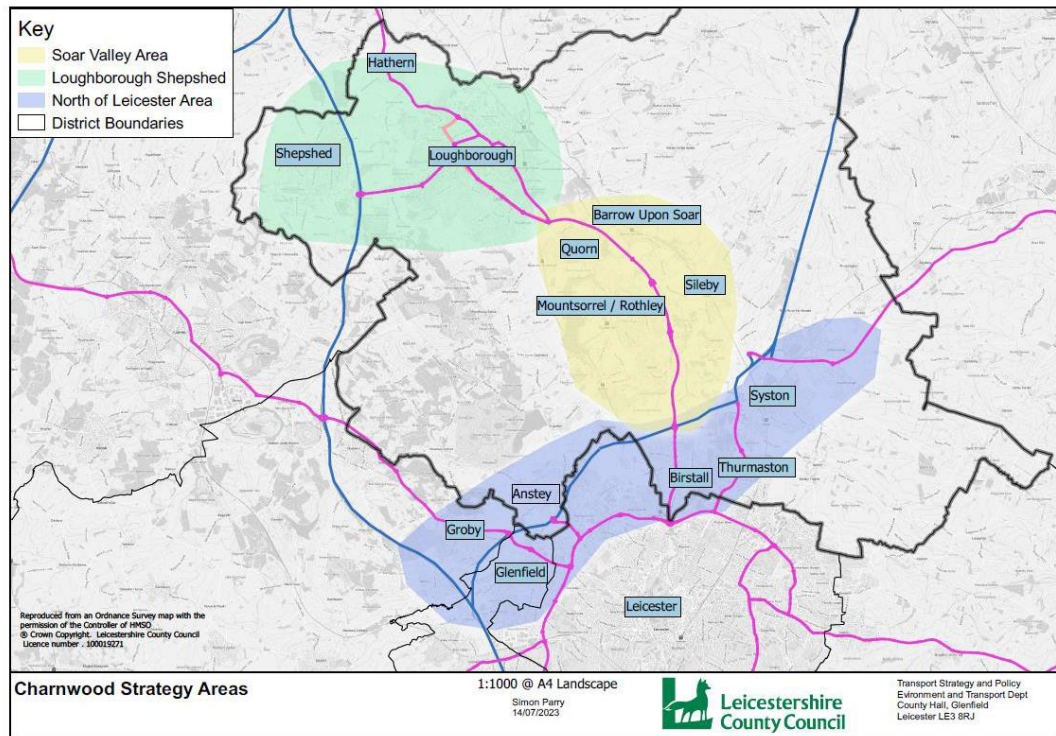 Key
Soar Valley Area
Loughborough Shepshed
North of Leicester Area
District Boundaries
Hathern
Shepshed
Loughborough
Barrow Upon Soar
Quorn
Sileby
Mountsorrel / Rothley
Syston
Thurmaston
Birstall
Anstey
Groby
Glenfield
Leicester
Reproduced from an Ordnance Survey map with the
permission of the Controller of HMSO
® Crown Copyright. Leicestershire County Council
Licence number . 100019271
Charnwood Strategy Areas
1:1000 @ A4 Landscape
Simon Parry
14/07/2023
Leicestershire
County Council
Transport Strategy and Policy
Evironment and Transport Dept
County Hall, Glenfield
Leicester LE3 8RJ